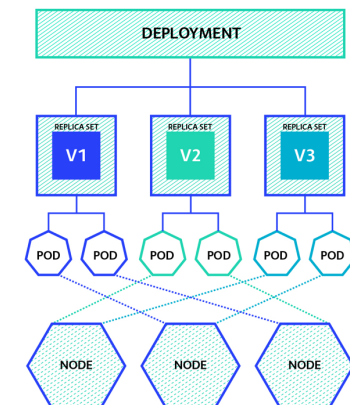 DEPLOYMENT
REPLICA SET
V1
REPLICA SET
V2
REPLICA SET
V3
POD
POD
POD
POD
POD
POD
NODE
NODE
NODE